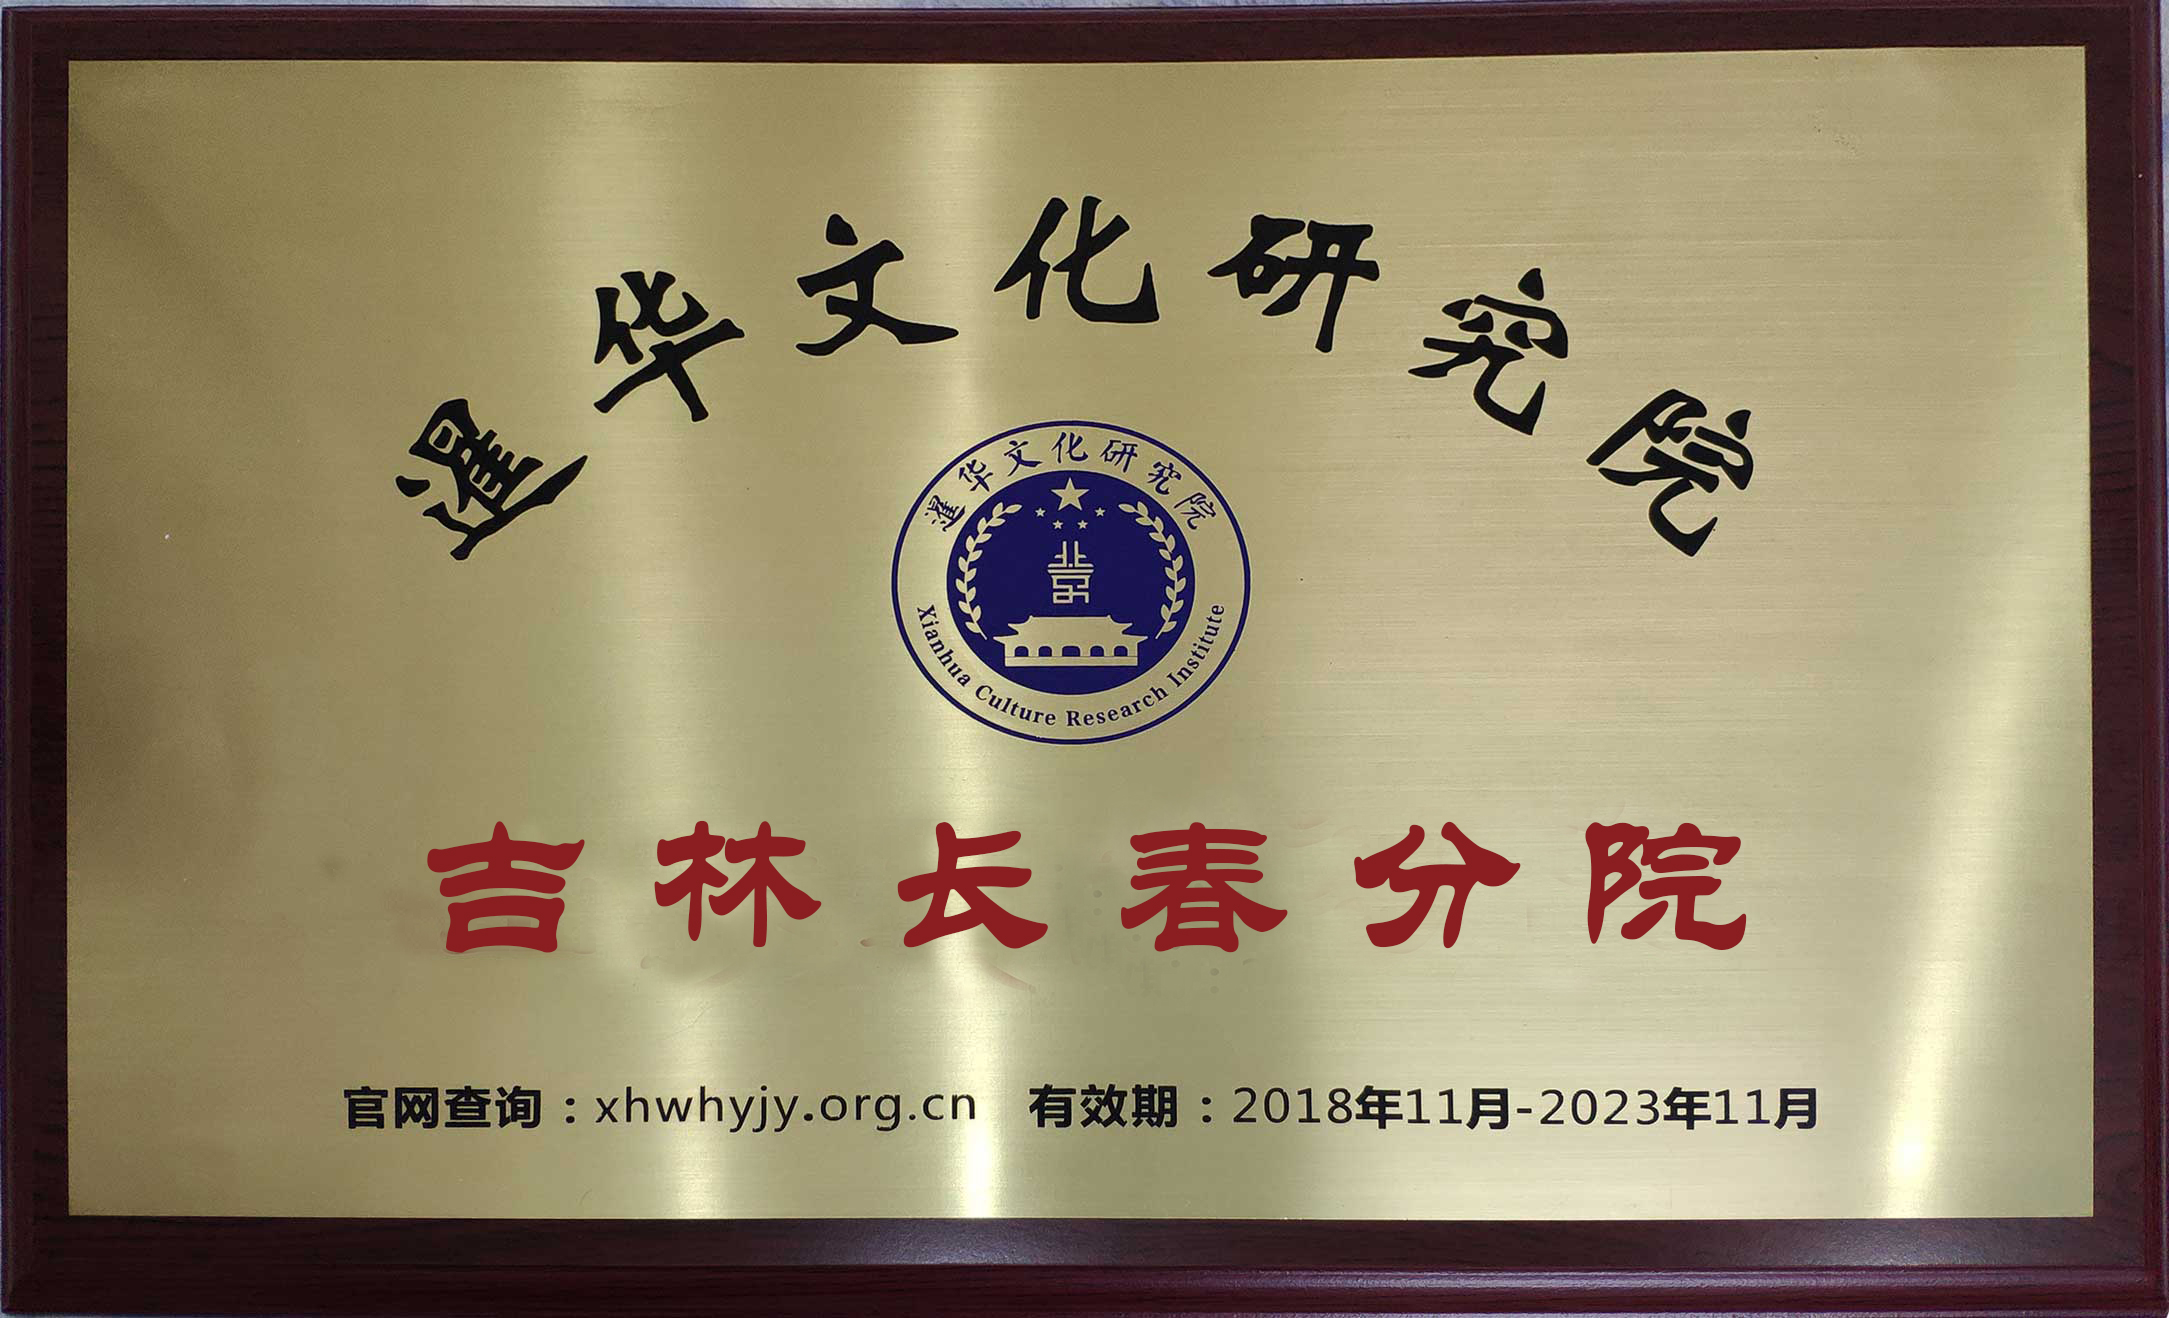 暹华文化研究院
暹华文化研究院
北京
Xianhua Culture Research Institute
吉林长春分院
官网查询：xhwhyjy.org.cn 有效期：2018年11月-2023年11月